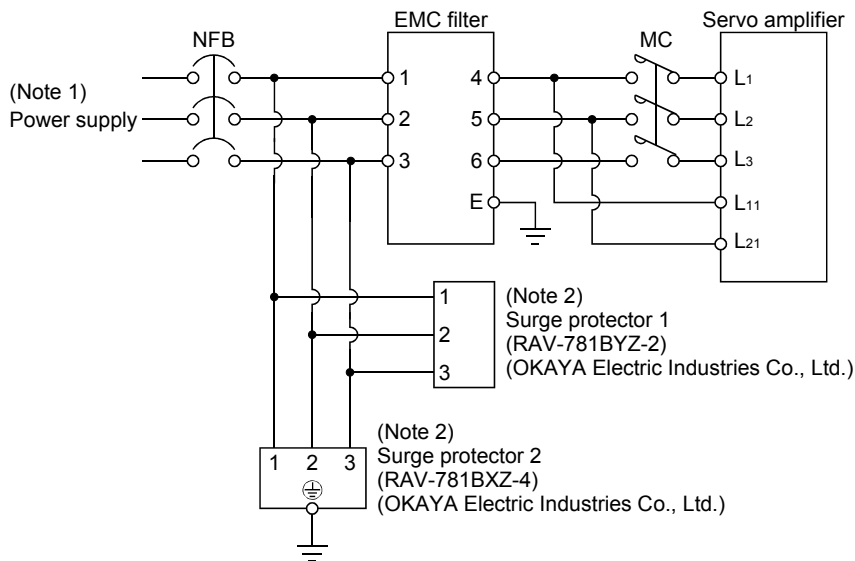 EMC filter
Servo amplifier
NFB
MC
(Note 1)
Power supply
1
2
3
4
5
6
E
L1
L2
L3
L11
L21
1
2
3
(Note 2)
Surge protector 1
(RAV-781BYZ-2)
(OKAYA Electric Industries Co., Ltd.)
1 2 3
(Note 2)
Surge protector 2
(RAV-781BXZ-4)
(OKAYA Electric Industries Co., Ltd.)